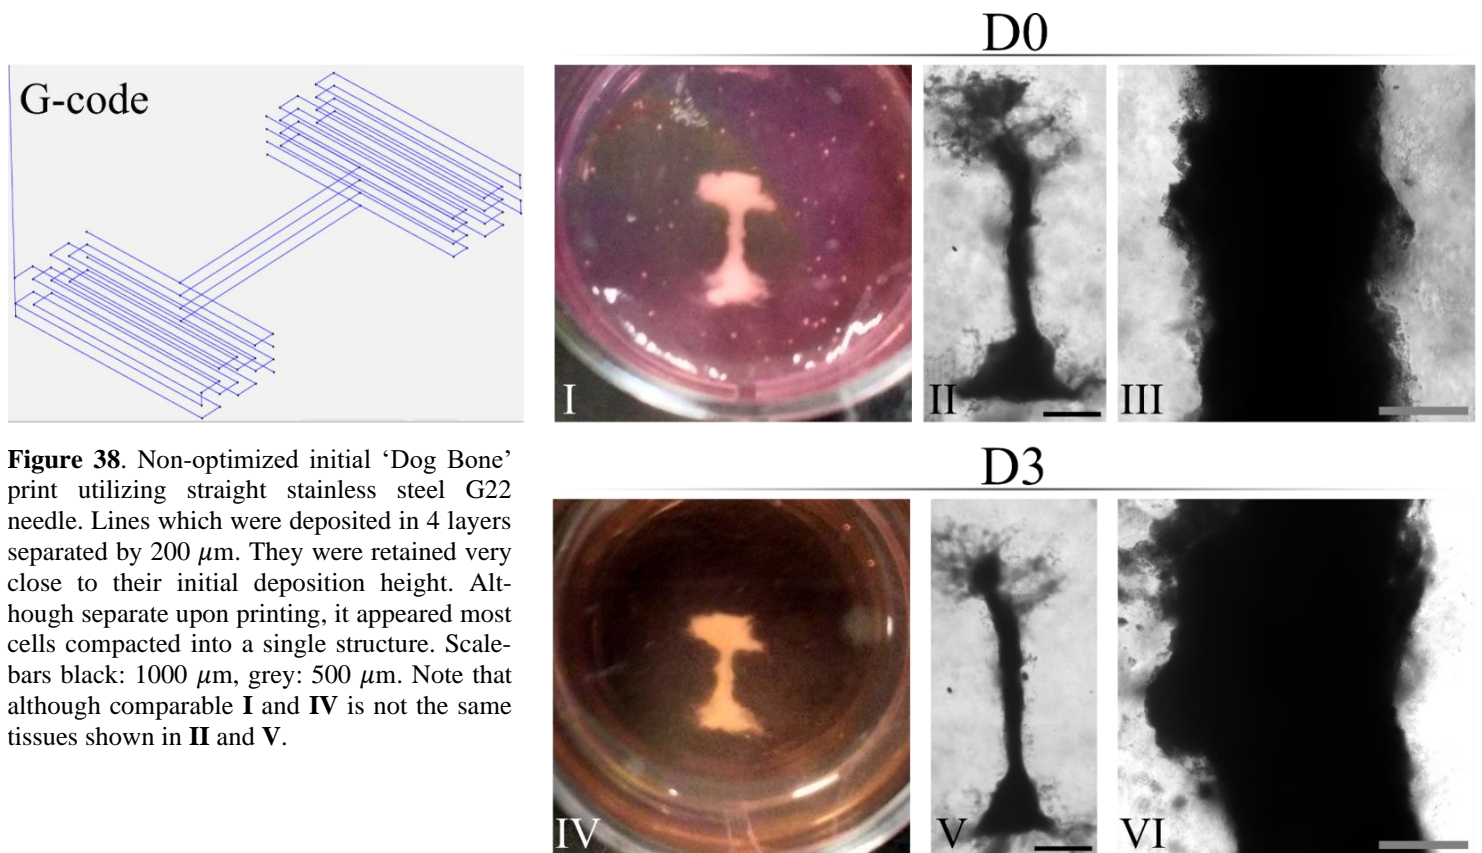 D0
G-code
I
II
III
Figure 38. Non-optimized initial ‘Dog Bone’
print utilizing straight stainless steel G22
needle. Lines which were deposited in 4 layers
separated by 200 𝜇m. They were retained very
close to their initial deposition height. Alt-
hough separate upon printing, it appeared most
cells compacted into a single structure. Scale-
bars black: 1000 𝜇m, grey: 500 𝜇m. Note that
although comparable I and IV is not the same
tissues shown in II and V.
D3
IV
V
VI